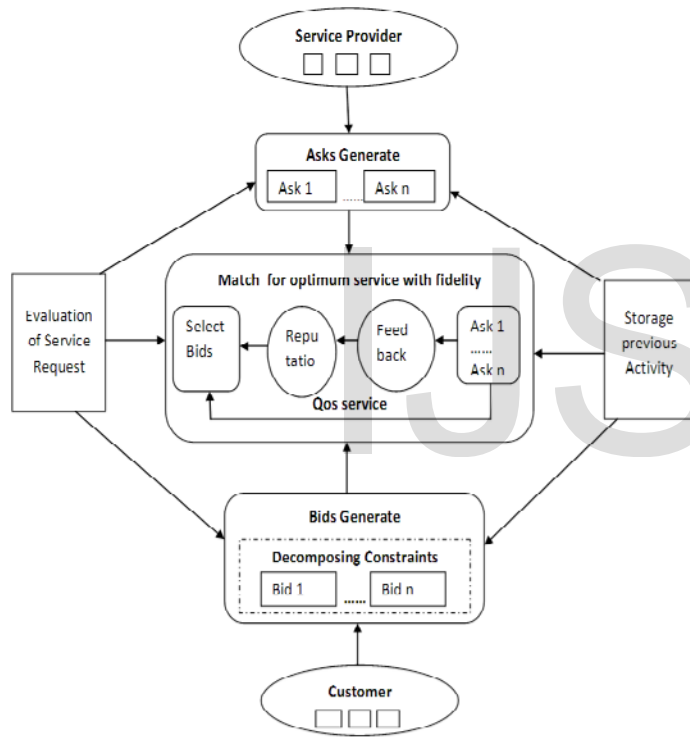 Service Provider
Asks Generate
Ask 1 ...... Ask n
Match for optimum service with fidelity
Evaluation
of Service
Request
Select
Bids
Repu
tatio
Feed
back
Ask 1
......
Ask n
Qos service
Storage
previous
Activity
Bids Generate
Decomposing Constraints
Bid 1 ...... Bid n
Customer
IJS